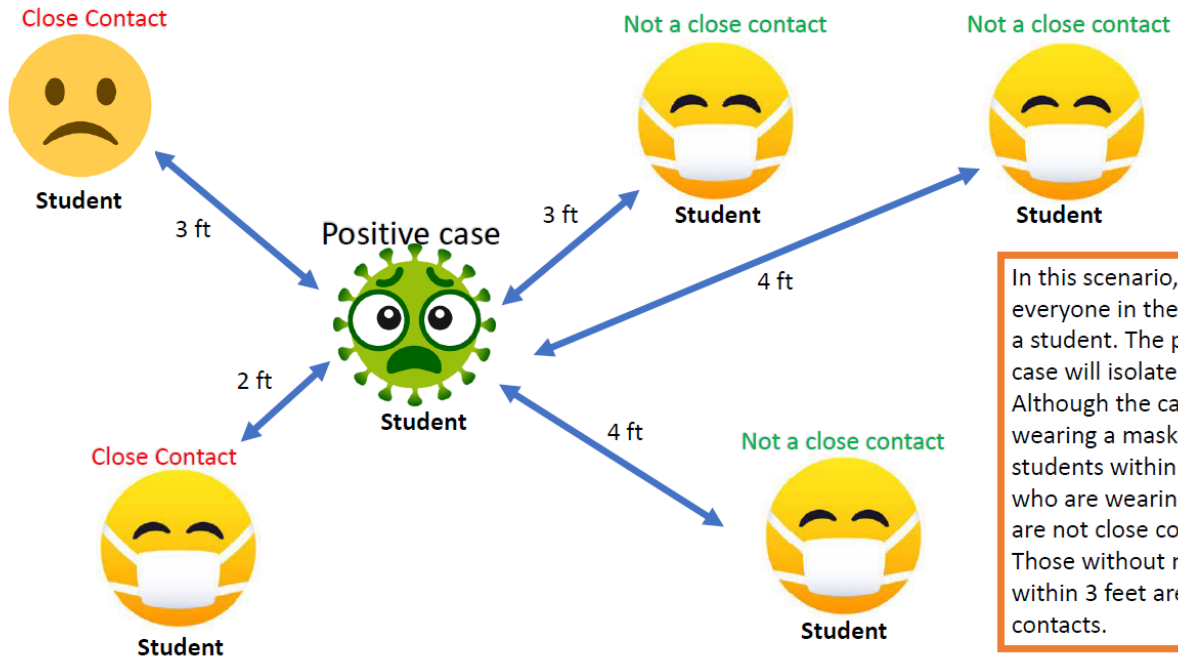 Close Contact
Not a close contact
Not a close contact
Student
3 ft
Positive case
3 ft
Student
Student
4 ft
2 ft
Student
4 ft
Close Contact
Not a close contact
Student
Student
In this scenario,
everyone in the
a student. The p
case will isolate
Although the ca
wearing a mask
students within
who are wearin
are not close co
Those without
within 3 feet are
contacts.